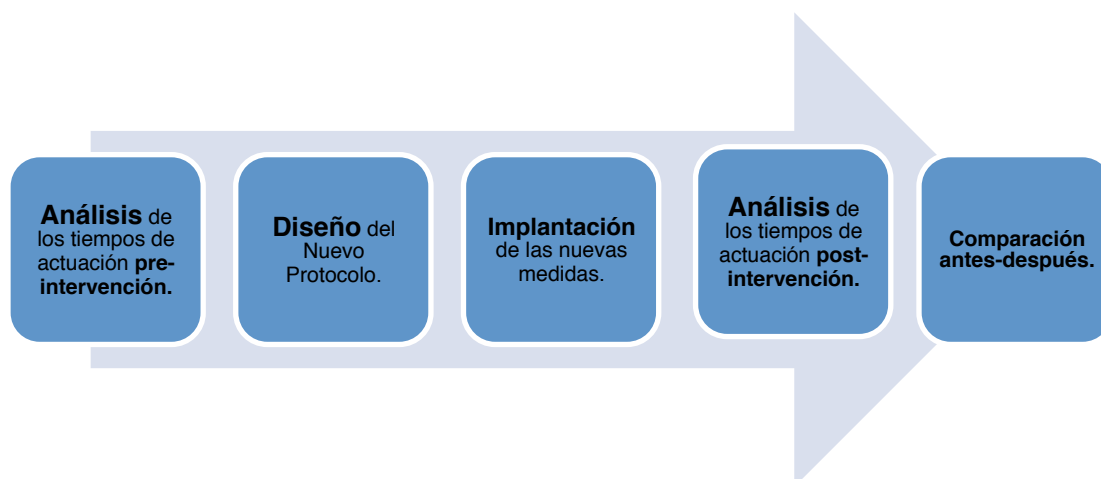 Análisis de
los tiempos de
actuación pre-
intervención.
Diseño del
Nuevo
Protocolo.
Implantación
de las nuevas
medidas.
Análisis de
los tiempos de
actuación post-
intervención.
Comparación
antes-después.